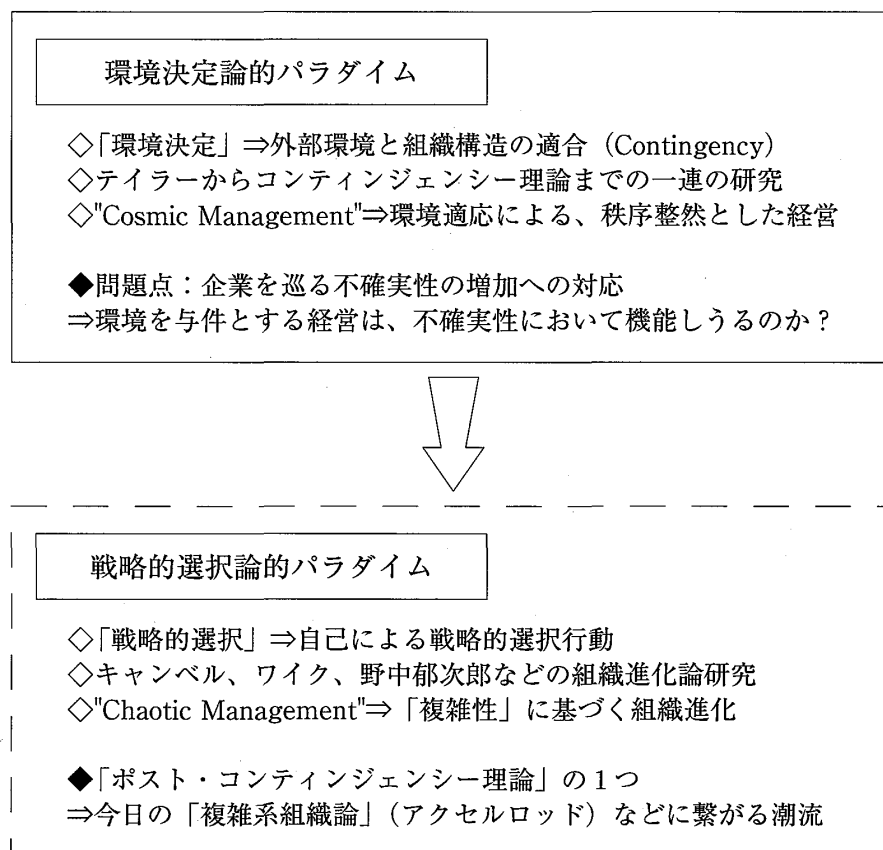 環境決定論的パラダイム
◇「環境決定」⇒外部環境と組織構造の適合（Contingency）
◇テイラーからコンティンジェンシー理論までの一連の研究
◇"Cosmic Management"⇒環境適応による、秩序整然とした経営
◆問題点：企業を巡る不確実性の増加への対応
⇒環境を与件とする経営は、不確実性において機能しうるのか？
戦略的選択論的パラダイム
◇「戦略的選択」⇒自己による戦略的選択行動
◇キャンベル、ワイク、野中郁次郎などの組織進化論研究
◇"Chaotic Management"⇒「複雑性」に基づく組織進化
◆「ポスト・コンティンジェンシー理論」の１つ
⇒今日の「複雑系組織論」（アクセルロッド）などに繋がる潮流